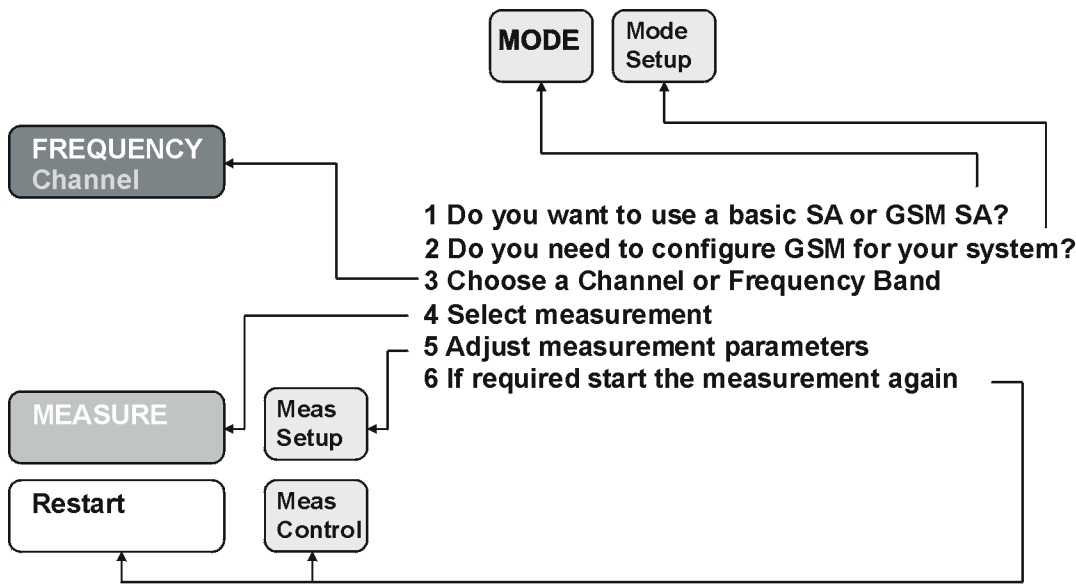 MODE
Mode
Setup
FREQUENCY
Channel
1 Do you want to use a basic SA or GSM SA?
2 Do you need to configure GSM for your system?
3 Choose a Channel or Frequency Band
4 Select measurement
5 Adjust measurement parameters
6 If required start the measurement again
MEASURE
Meas
Setup
Restart
Meas
Control